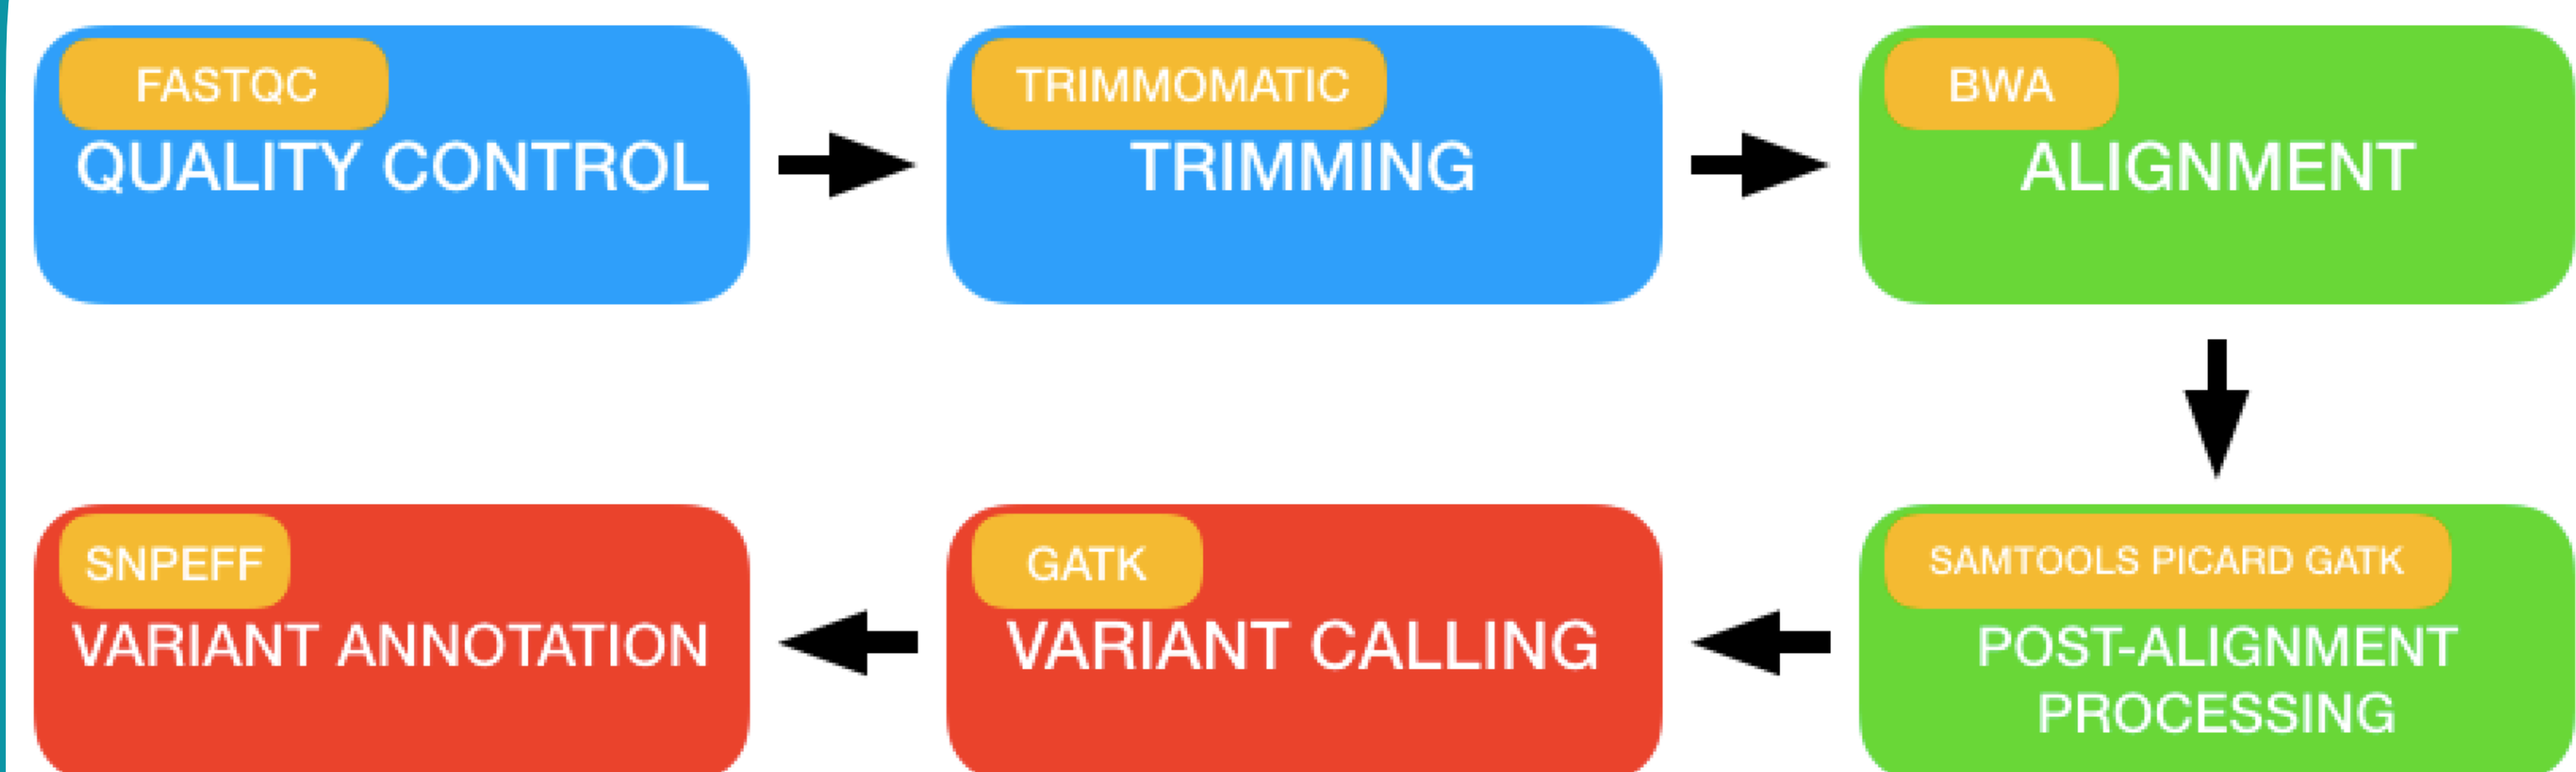 FASTQC
QUALITY CONTROL
TRIMMOMATIC
TRIMMING
BWA
ALIGNMENT
SAMTOOLS PICARD GATK
POST-ALIGNMENT
PROCESSING
GATK
VARIANT CALLING
SNPEFF
VARIANT ANNOTATION